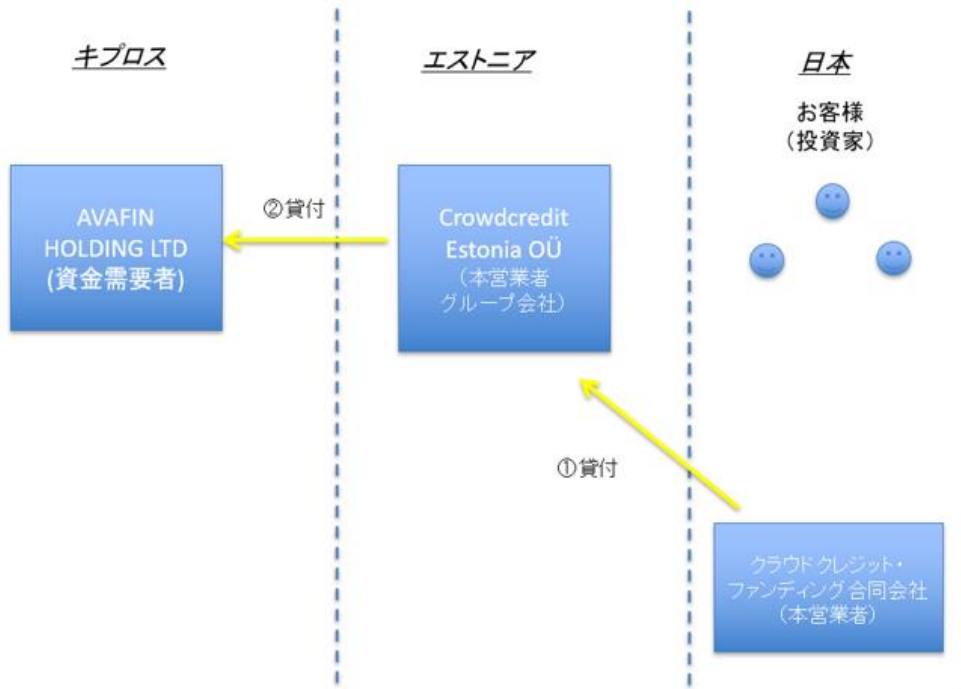 キプロス
エストニア
日本
お客様
（投資家）
AVAFIN
HOLDING LTD
(資金需要者)
②貸付
Crowdcredit
Estonia OÜ
（本営業者
グループ会社）
①貸付
クラウドクレジット・
ファンディング合同会社
（本営業者）